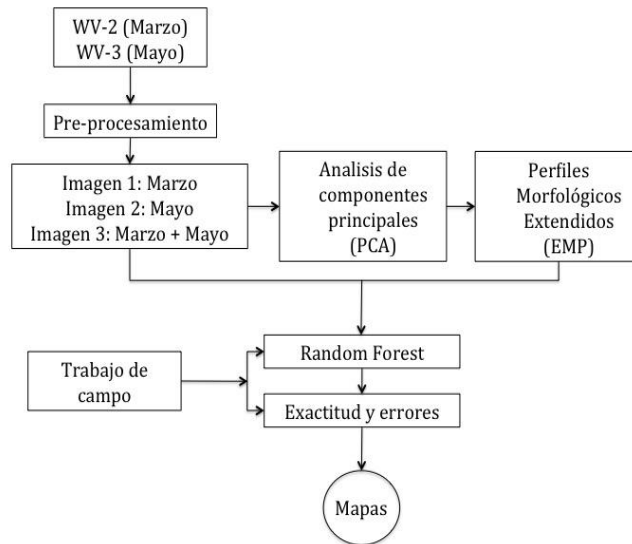 WV-2 (Marzo)
WV-3 (Mayo)
Pre-procesamiento
Imagen 1: Marzo
Imagen 2: Mayo
Imagen 3: Marzo + Mayo
Analisis de
componentes
principales
(PCA)
Perfiles
Morfológicos
Extendidos
(EMP)
Random Forest
Trabajo de
campo
Exactitud y errores
Mapas